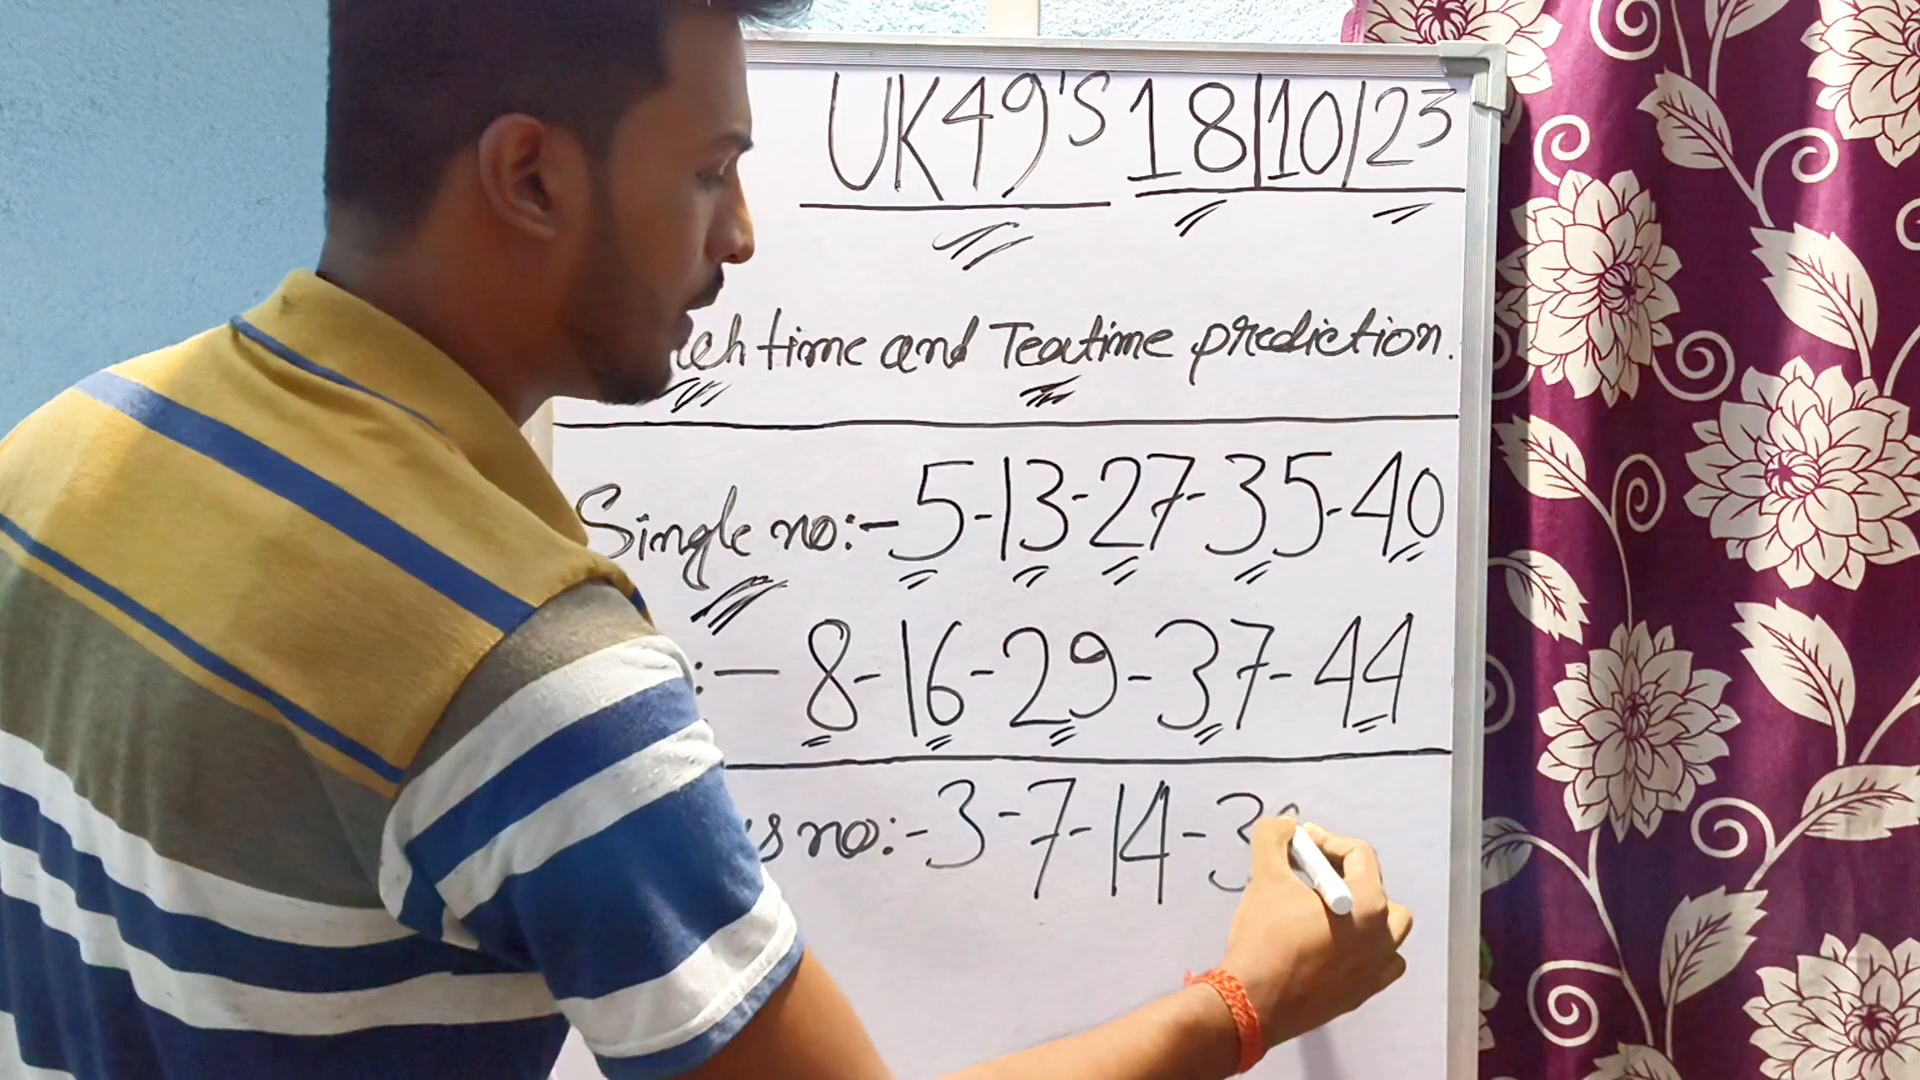 UK49'S 18|10|23
time and Teatime prediction.
Single no:-5-13-27-35-40
:- 8-16-29-37-44
no:-3-7-14-3